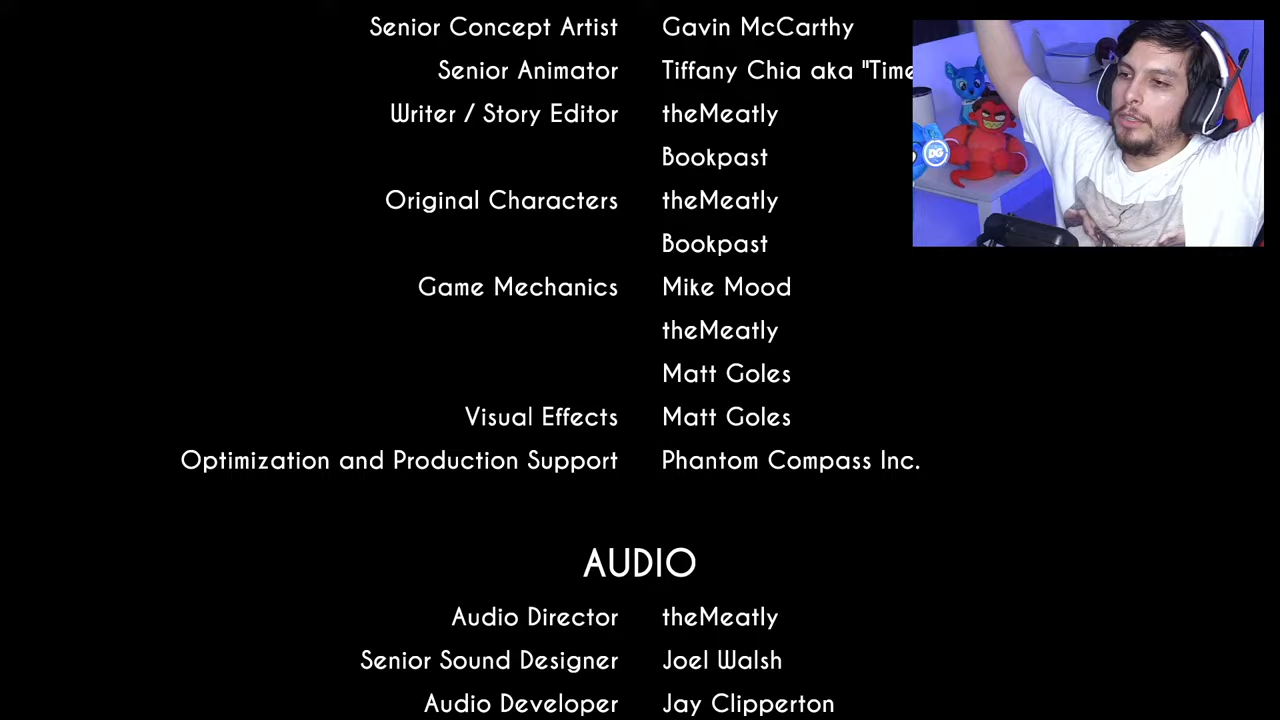 Senior Concept Artist Gavin McCarthy
Senior Animator Tiffany Chia aka "Time
Writer / Story Editor theMeatly
Bookpast
Original Characters theMeatly
Bookpast
Game Mechanics Mike Mood
theMeatly
Matt Goles
Visual Effects Matt Goles
Optimization and Production Support Phantom Compass Inc.
AUDIO
Audio Director theMeatly
Senior Sound Designer Joel Walsh
Audio Developer Jay Clipperton
DG